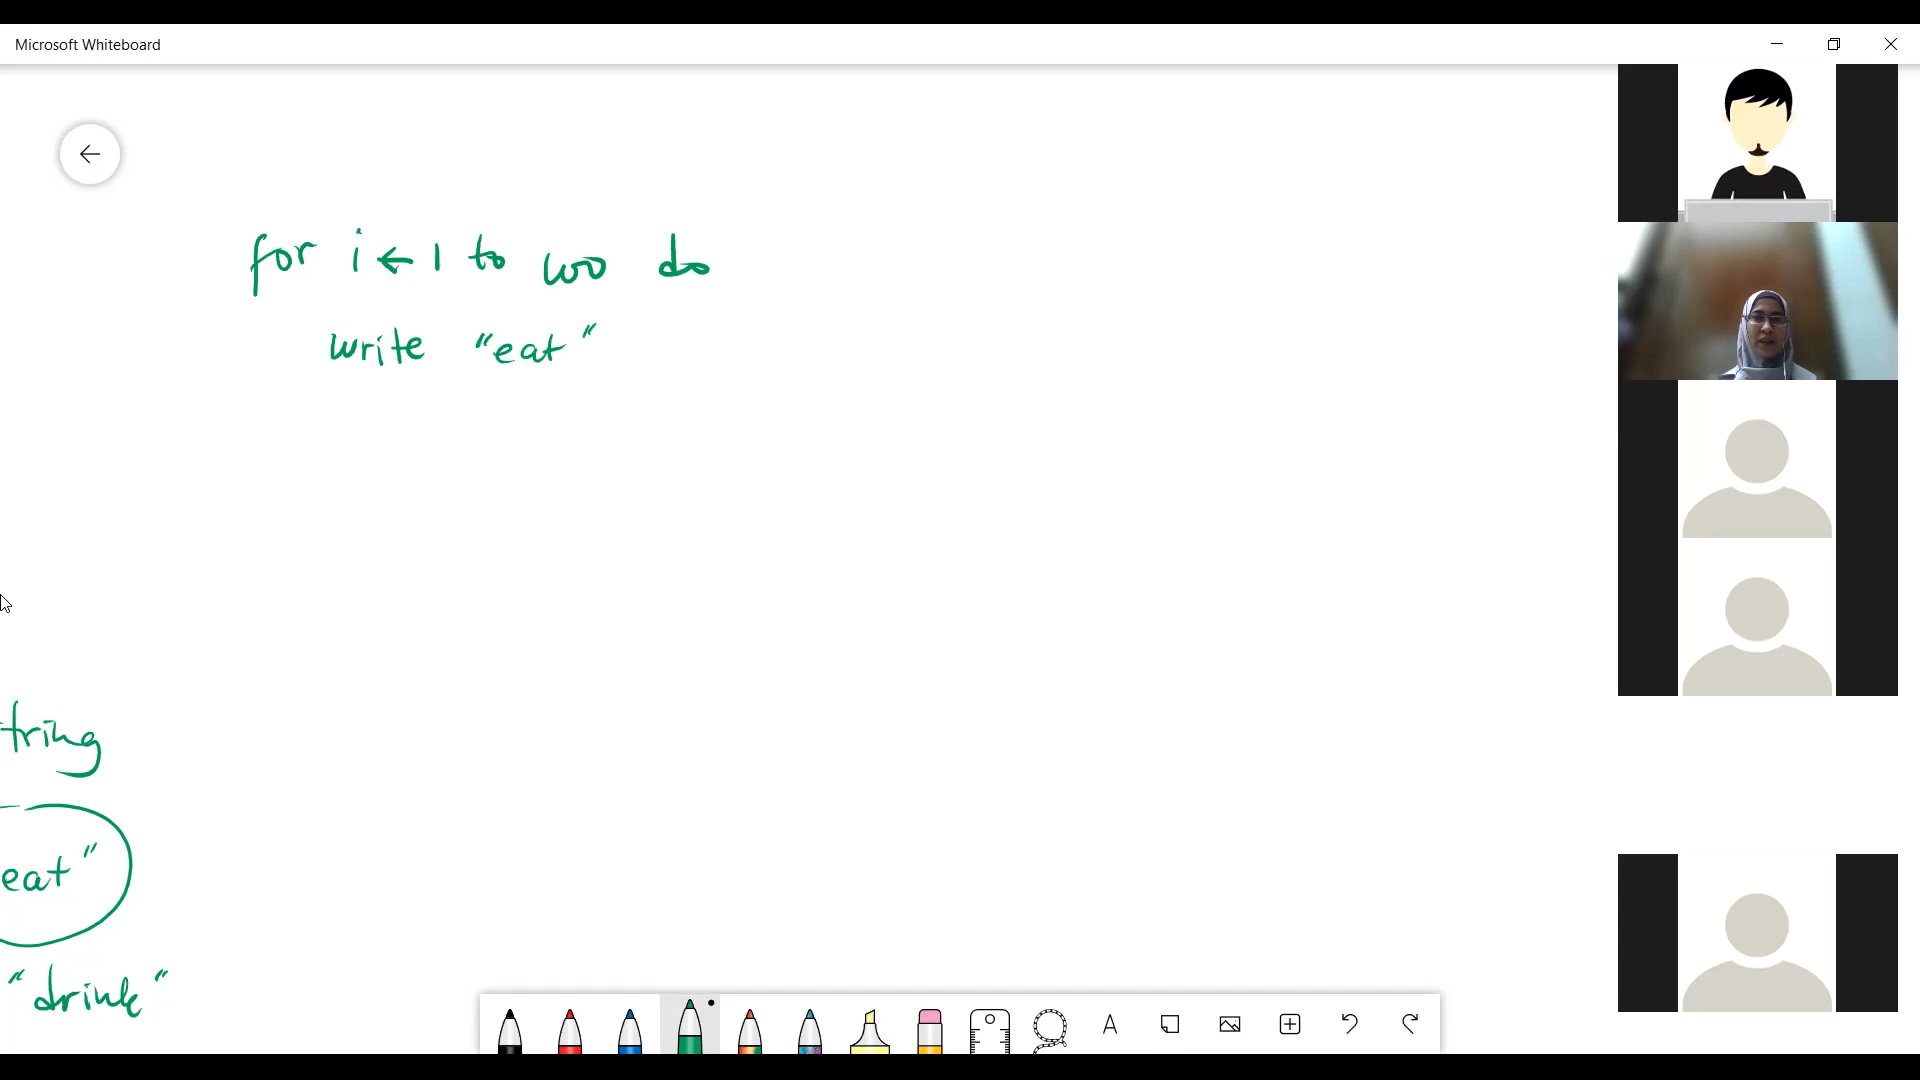 Microsoft Whiteboard
for i ← 1 to 100 do
write "eat"
tring
eat"
"drink"
A